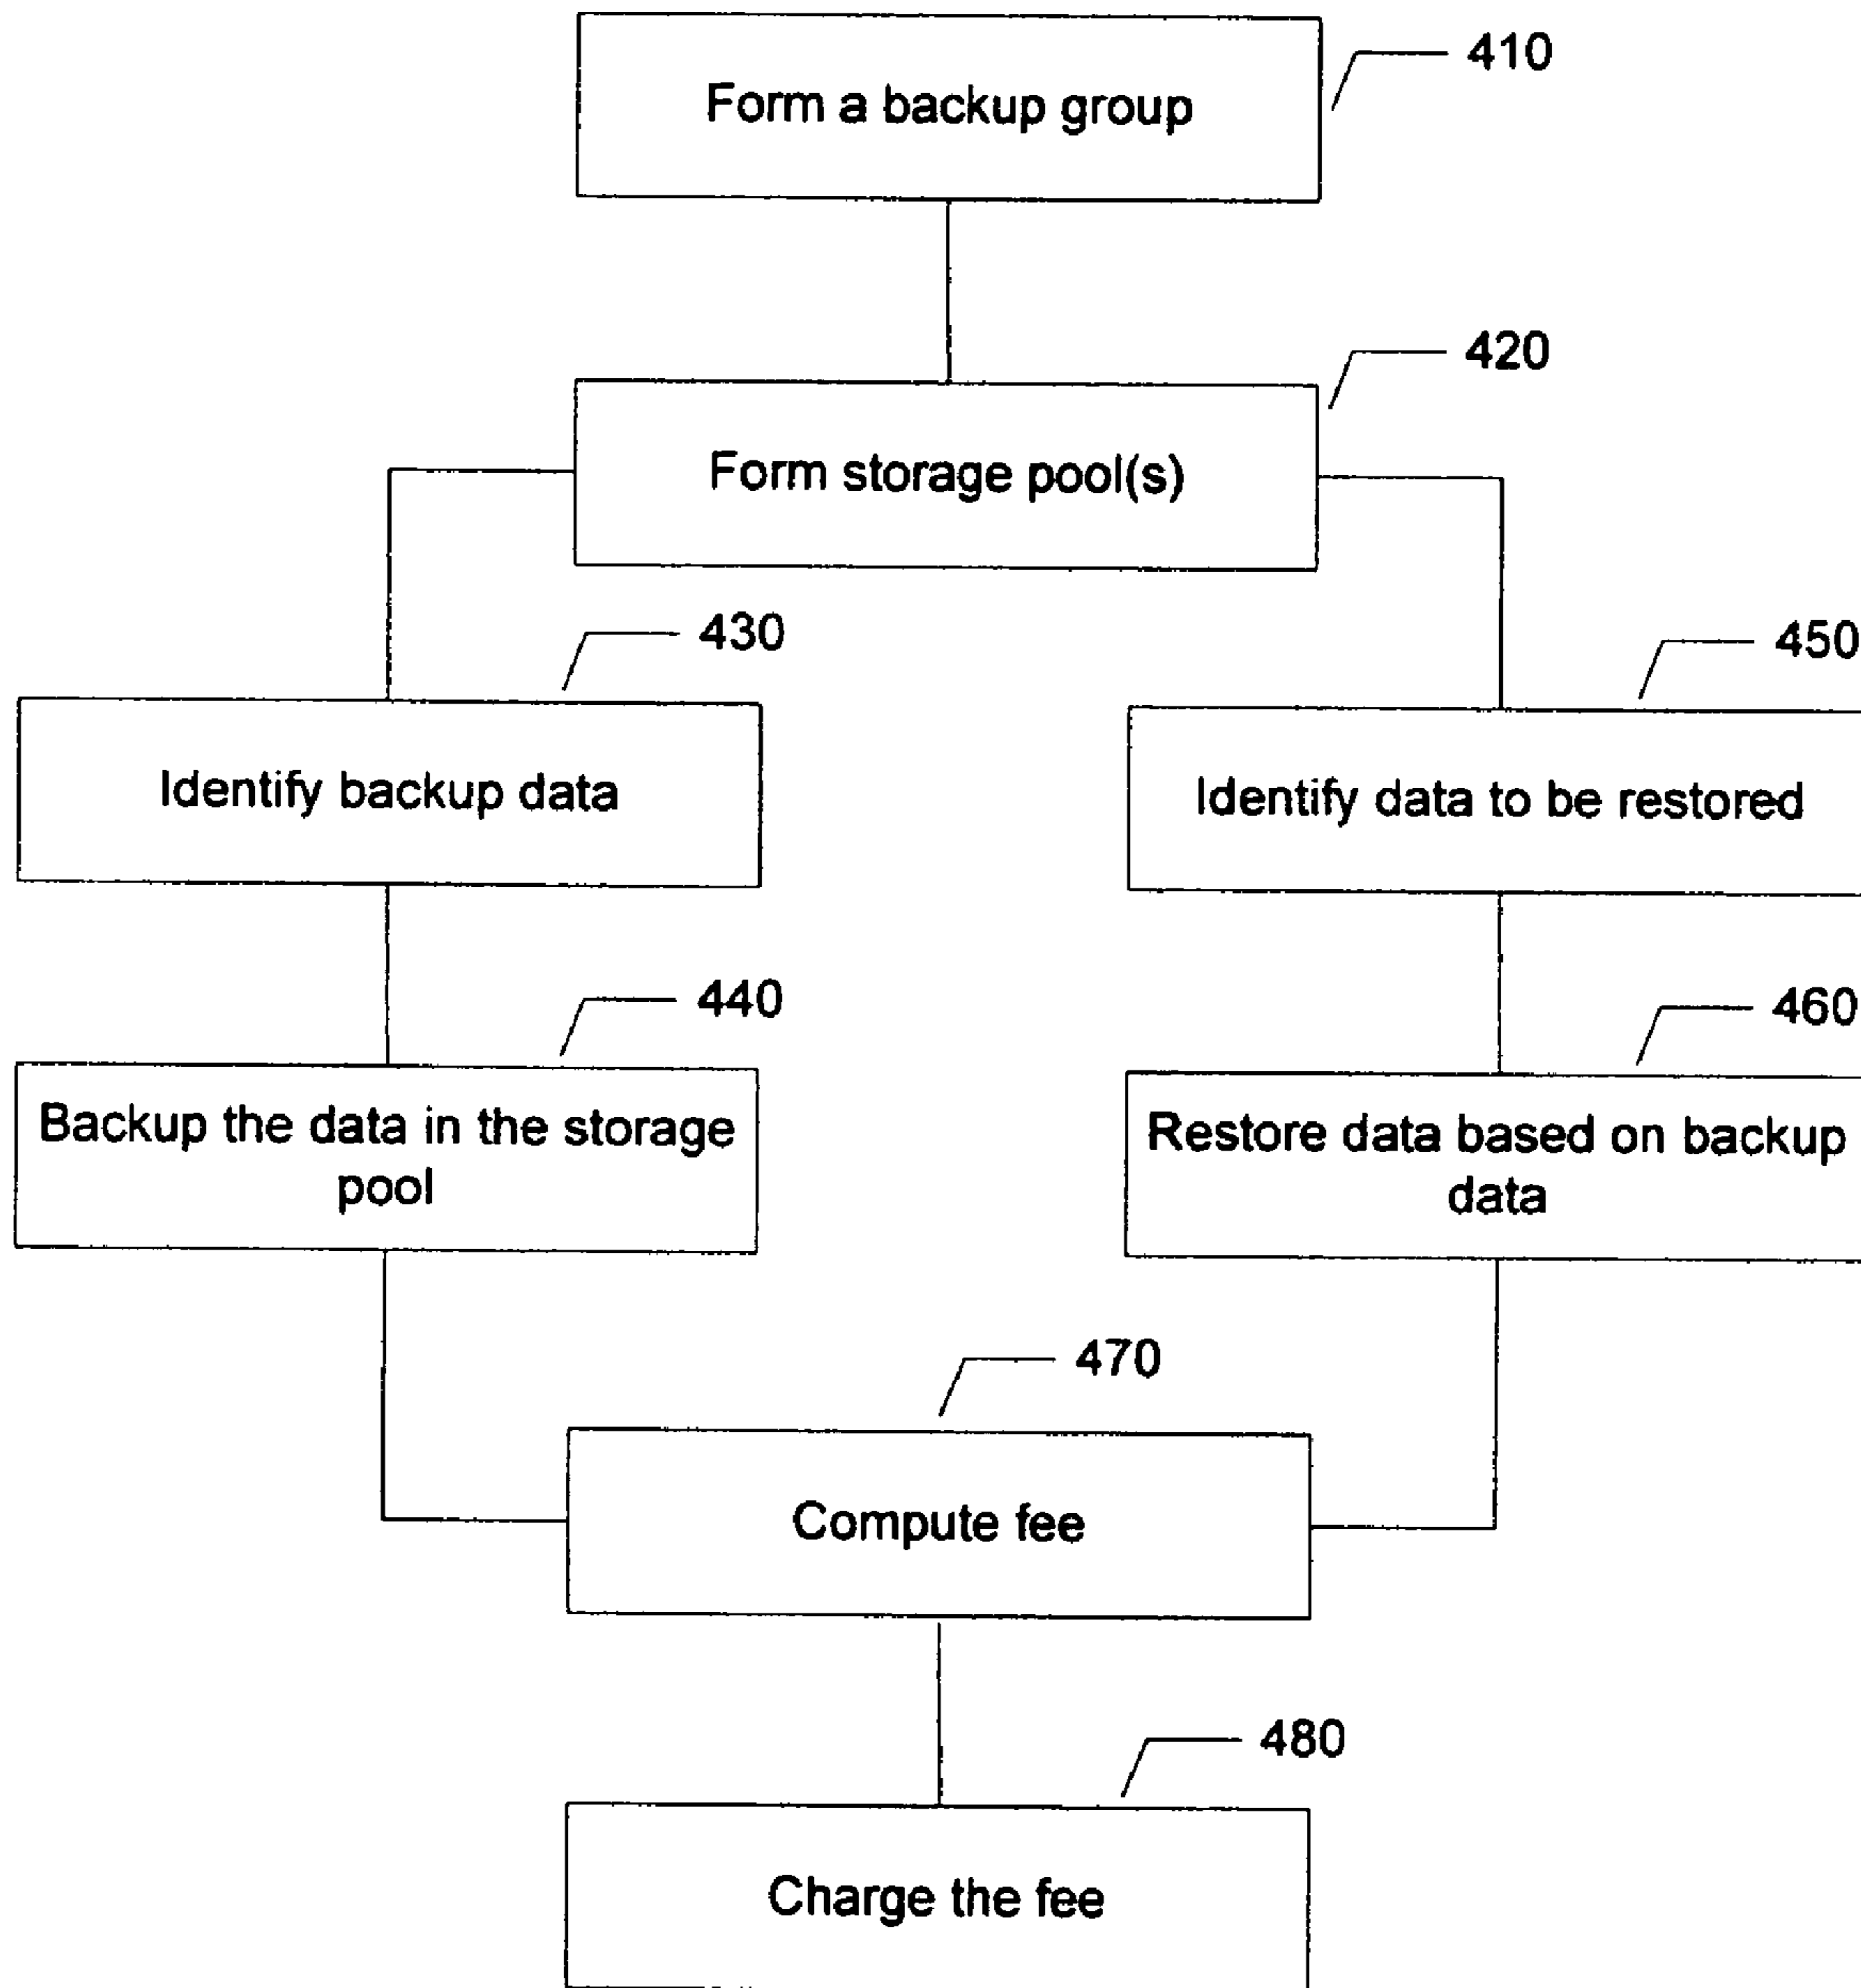 410
Form a backup group
420
Form storage pool(s)
430
450
Identify backup data
Identify data to be restored
440
460
Backup the data in the storage
pool
Restore data based on backup
data
470
Compute fee
480
Charge the fee